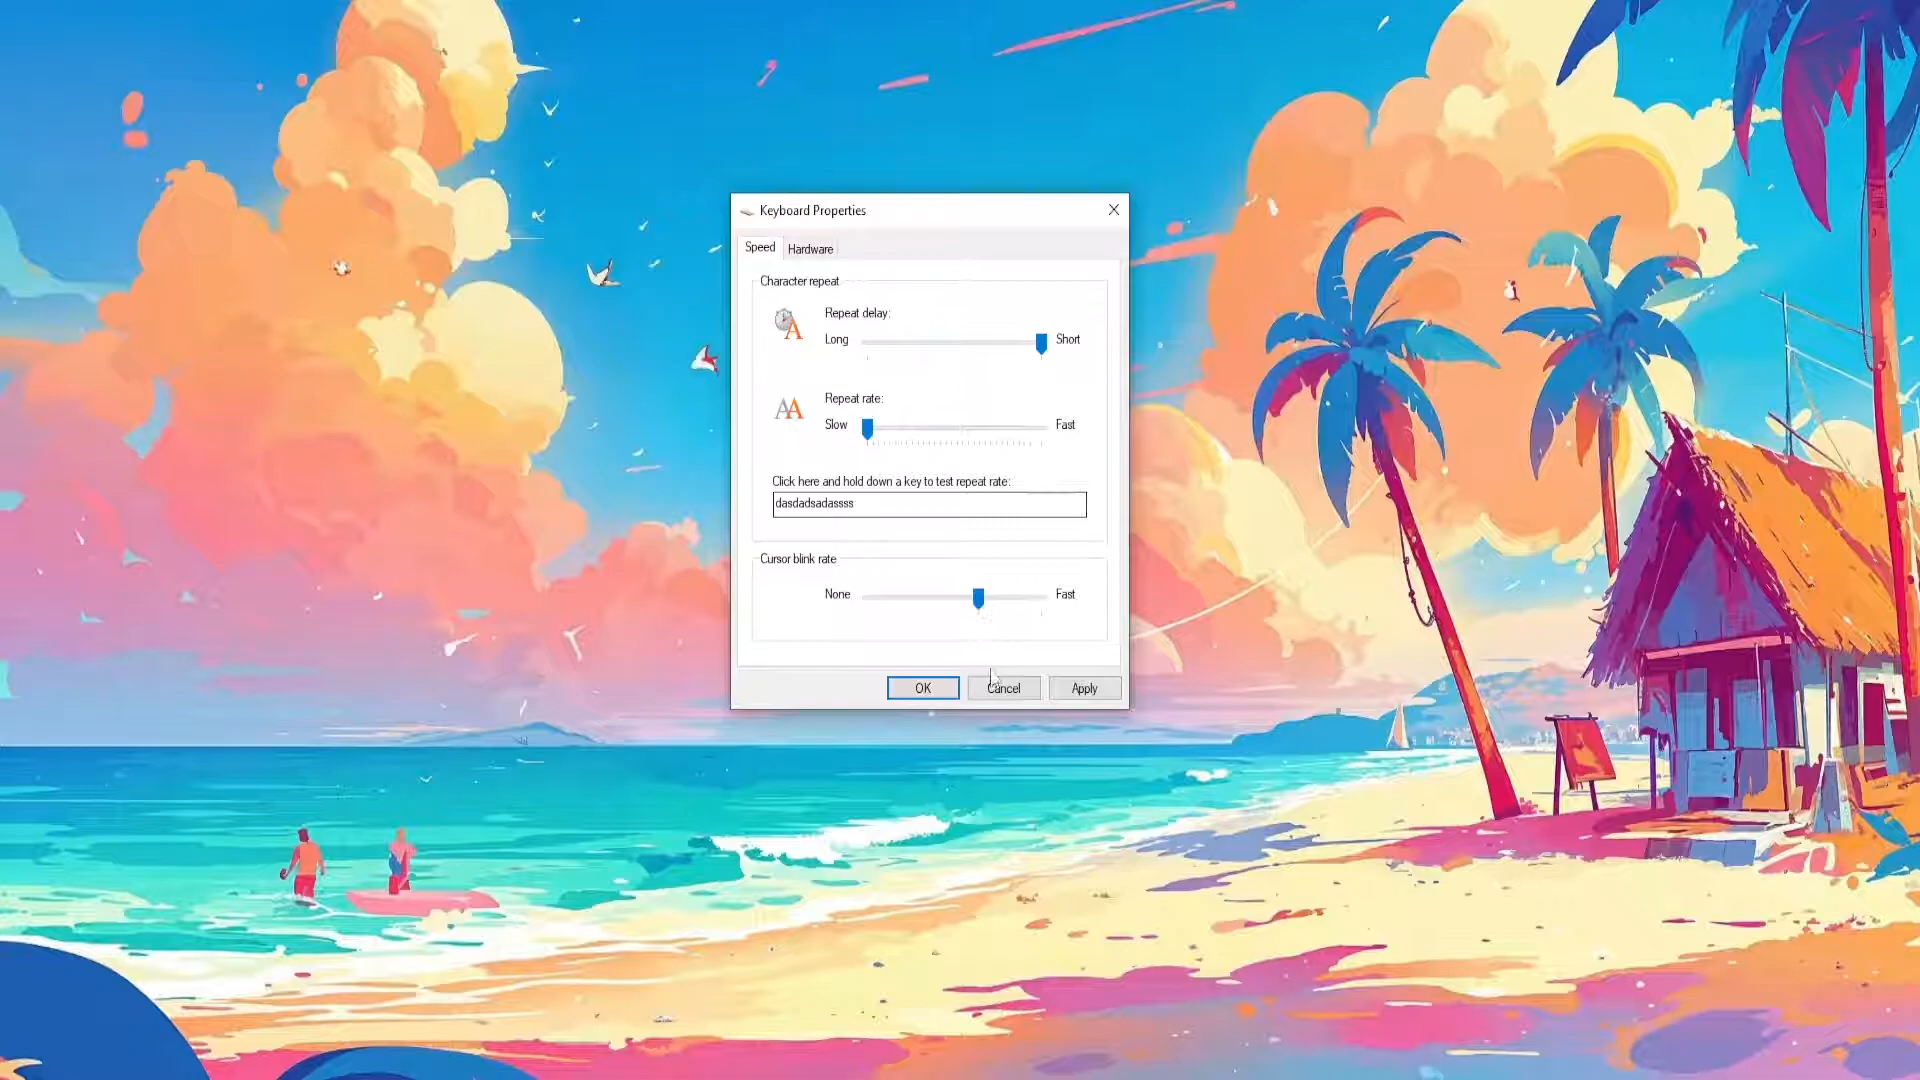 Keyboard Properties
Speed
Hardware
Character repeat
Repeat delay:
Long
Short
Repeat rate:
Slow
Fast
Click here and hold down a key to test repeat rate:
dasdadsadassss
Cursor blink rate
None
Fast
OK
Cancel
Apply